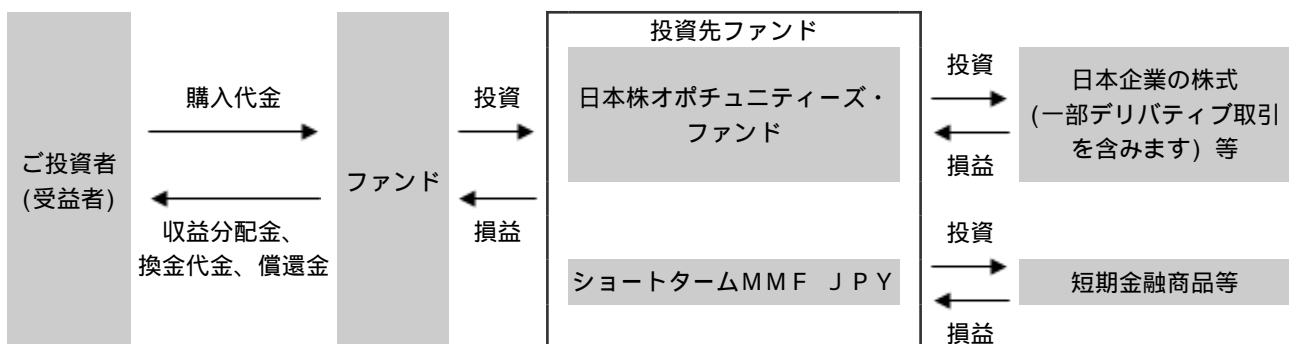 ご投資者
(受益者)
購入代金
収益分配金、
換金代金、償還金
ファンド
投資
損益
投資先ファンド
日本株オポチュニティーズ・
ファンド
ショートタームＭＭＦ ＪＰＹ
投資
損益
日本企業の株式
(一部デリバティブ取引
を含みます) 等
投資
損益
短期金融商品等